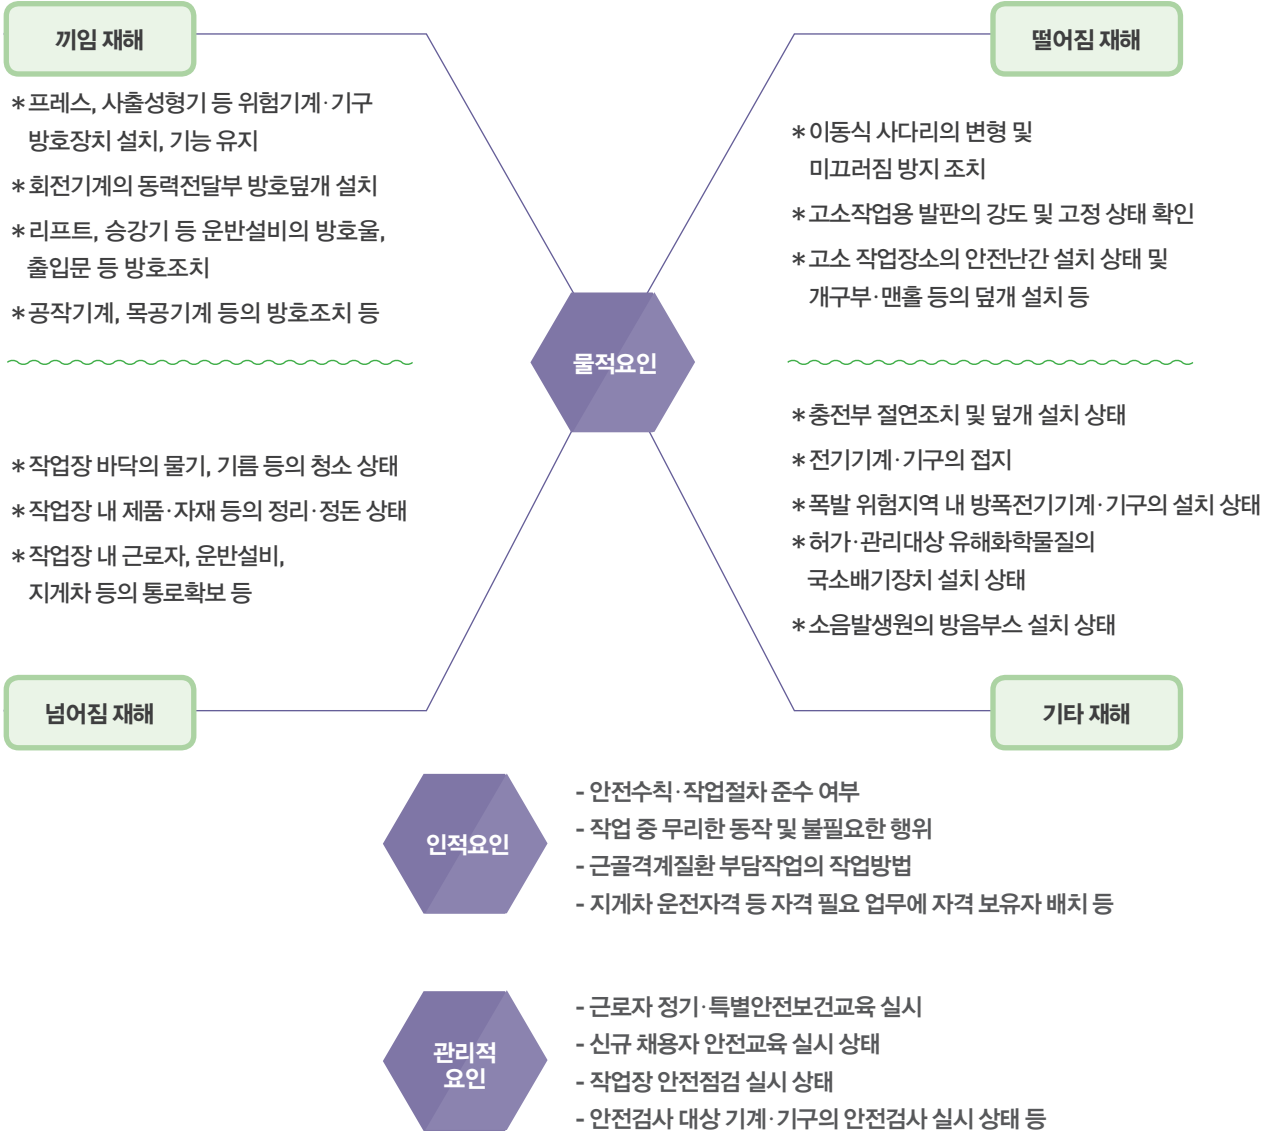 끼임 재해
*프레스, 사출성형기 등 위험기계·기구
방호장치 설치, 기능 유지
*회전기계의 동력전달부 방호덮개 설치
*리프트, 승강기 등 운반설비의 방호울,
출입문 등 방호조치
*공작기계, 목공기계 등의 방호조치 등
떨어짐 재해
*이동식 사다리의 변형 및
미끄러짐 방지 조치
*고소작업용 발판의 강도 및 고정 상태 확인
*고소 작업장소의 안전난간 설치 상태 및
개구부·맨홀 등의 덮개 설치 등
물적요인
*작업장 바닥의 물기, 기름 등의 청소 상태
*작업장 내 제품·자재 등의 정리·정돈 상태
*작업장 내 근로자, 운반설비,
지게차 등의 통로확보 등
넘어짐 재해
*충전부 절연조치 및 덮개 설치 상태
*전기기계·기구의 접지
*폭발 위험지역 내 방폭전기기계·기구의 설치 상태
*허가·관리대상 유해화학물질의
국소배기장치 설치 상태
*소음발생원의 방음부스 설치 상태
기타 재해
인적요인
- 안전수칙·작업절차 준수 여부
- 작업 중 무리한 동작 및 불필요한 행위
- 근골격계질환 부담작업의 작업방법
- 지게차 운전자격 등 자격 필요 업무에 자격 보유자 배치 등
관리적
요인
- 근로자 정기·특별안전보건교육 실시
- 신규 채용자 안전교육 실시 상태
- 작업장 안전점검 실시 상태
- 안전검사 대상 기계·기구의 안전검사 실시 상태 등